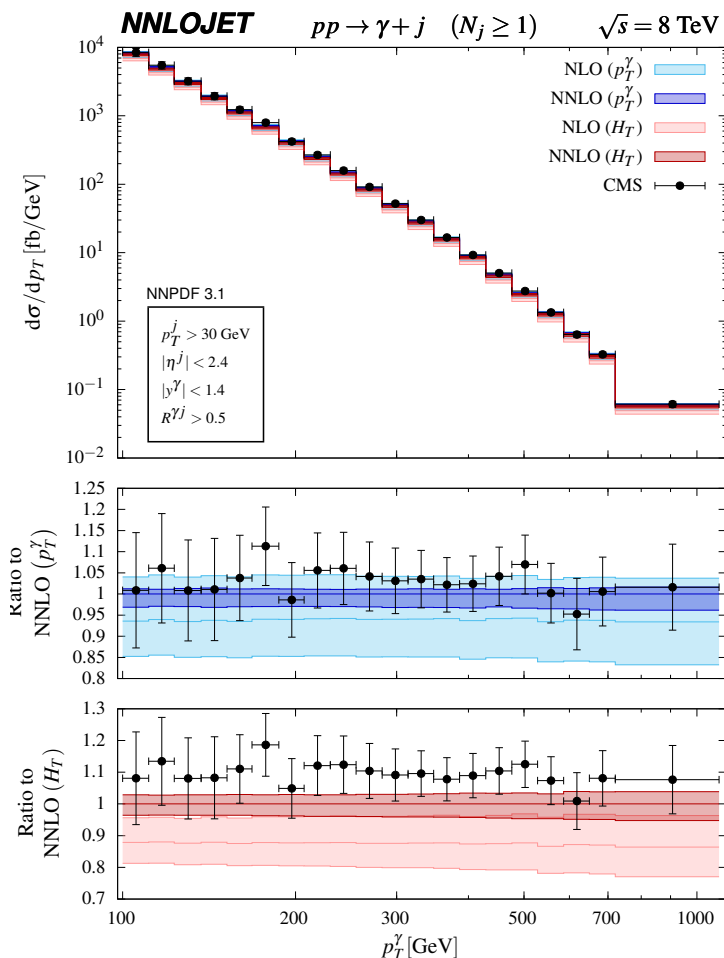 NNLOJET pp → γ + j (N_j ≥ 1) √s = 8 TeV
10^4
10^3
10^2
10^1
10^0
10^−1
10^−2
dσ/dp_T [fb/GeV]
NLO (p_T^γ)
NNLO (p_T^γ)
NLO (H_T)
NNLO (H_T)
CMS
NNPDF 3.1
p_T^j > 30 GeV
|η^j| < 2.4
|y^γ| < 1.4
R^γj > 0.5
1.25
1.2
1.15
1.1
1.05
1
0.95
0.9
0.85
0.8
Ratio to
NNLO (p_T^γ)
1.3
1.2
1.1
1
0.9
0.8
0.7
Ratio to
NNLO (H_T)
100 200 300 400 500 700 1000
p_T^γ [GeV]